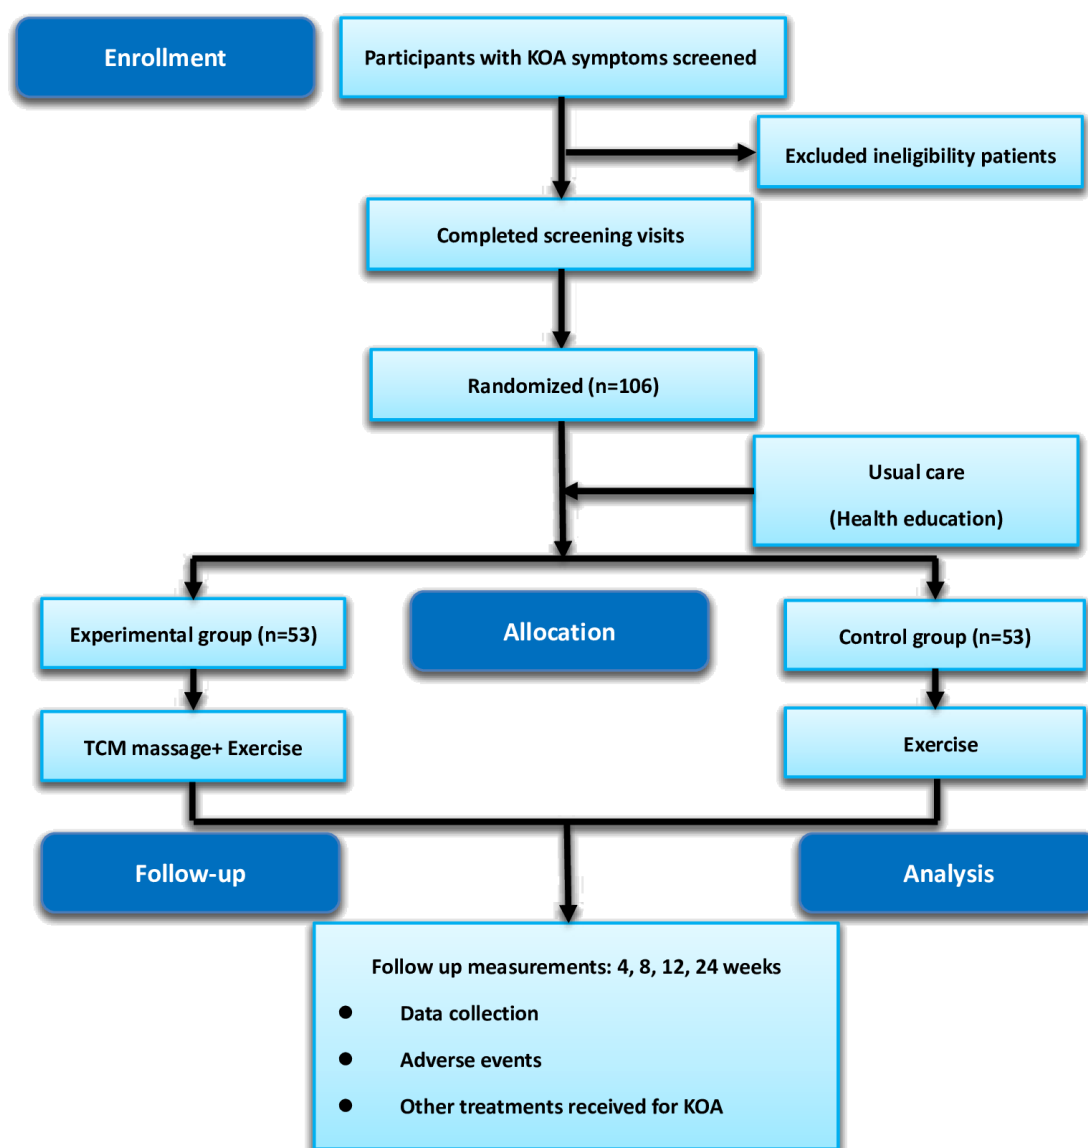 Enrollment
Participants with KOA symptoms screened
Excluded ineligibility patients
Completed screening visits
Randomized (n=106)
Usual care
(Health education)
Experimental group (n=53)
Allocation
Control group (n=53)
TCM massage+ Exercise
Exercise
Follow-up
Analysis
Follow up measurements: 4, 8, 12, 24 weeks
● Data collection
● Adverse events
● Other treatments received for KOA